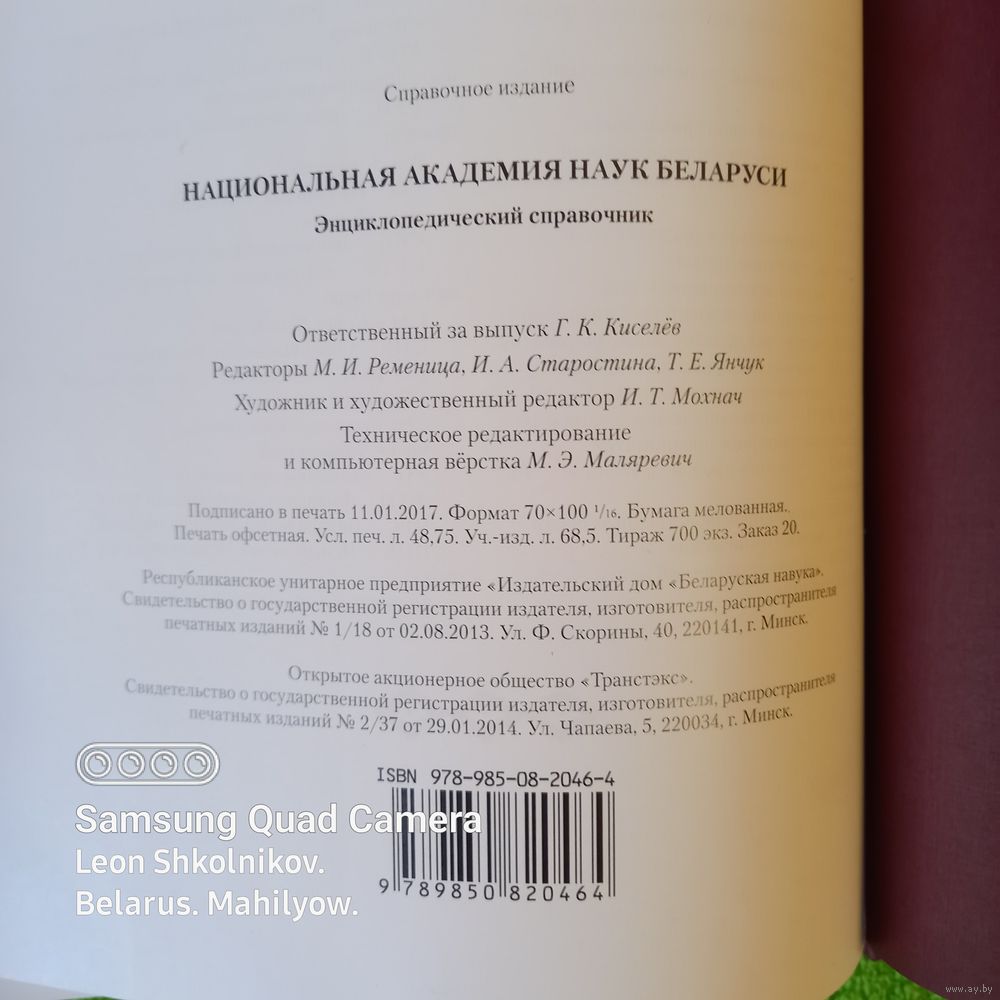 Справочное издание
НАЦИОНАЛЬНАЯ АКАДЕМИЯ НАУК БЕЛАРУСИ
Энциклопедический справочник
Ответственный за выпуск Г. К. Киселёв
Редакторы М. И. Ременица, И. А. Старостина, Т. Е. Янчук
Художник и художественный редактор И. Т. Мохнач
Техническое редактирование
и компьютерная вёрстка М. Э. Маляревич
Подписано в печать 11.01.2017. Формат 70×100 ¹/₁₆. Бумага мелованная.
Печать офсетная. Усл. печ. л. 48,75. Уч.-изд. л. 68,5. Тираж 700 экз. Заказ 20.
Республиканское унитарное предприятие «Издательский дом «Беларуская навука».
Свидетельство о государственной регистрации издателя, изготовителя, распространителя
печатных изданий № 1/18 от 02.08.2013. Ул. Ф. Скорины, 40, 220141, г. Минск.
Открытое акционерное общество «Транстэкс».
Свидетельство о государственной регистрации издателя, изготовителя, распространителя
печатных изданий № 2/37 от 29.01.2014. Ул. Чапаева, 5, 220034, г. Минск.
ISBN 978-985-08-2046-4
9 789850 820464
Samsung Quad Camera
Leon Shkolnikov.
Belarus. Mahilyow.
www.ay.by